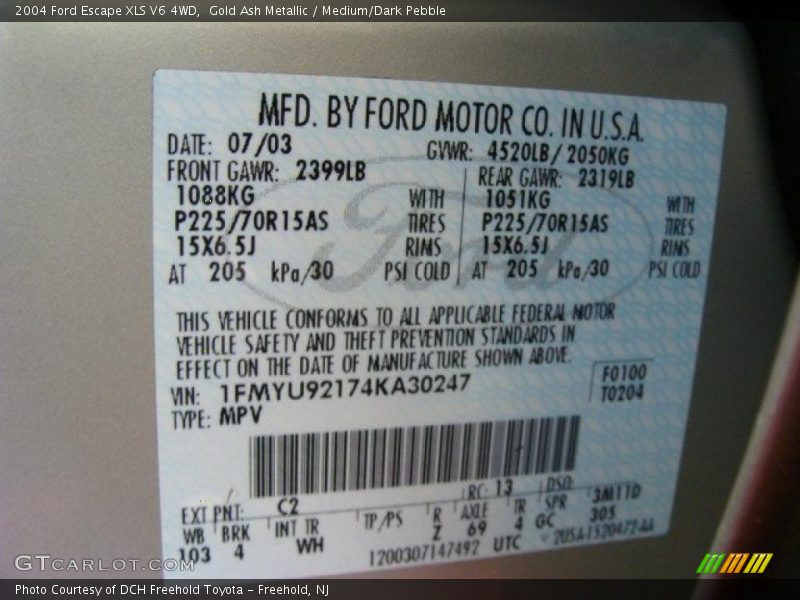 2004 Ford Escape XLS V6 4WD, Gold Ash Metallic / Medium/Dark Pebble
MFD. BY FORD MOTOR CO. IN U.S.A.
DATE: 07/03 GVWR: 4520LB/ 2050KG
FRONT GAWR: 2399LB REAR GAWR: 2319LB
1088KG WITH 1051KG WITH
P225/70R15AS TIRES P225/70R15AS TIRES
15X6.5J RIMS 15X6.5J RIMS
AT 205 kPa/30 PSI COLD AT 205 kPa/30 PSI COLD
Ford
THIS VEHICLE CONFORMS TO ALL APPLICABLE FEDERAL MOTOR
VEHICLE SAFETY AND THEFT PREVENTION STANDARDS IN
EFFECT ON THE DATE OF MANUFACTURE SHOWN ABOVE.
VIN: 1FMYU92174KA30247 F0100
TYPE: MPV T0204
EXT PNT: C2 RC: 13 DSO:
WB BRK INT TR TP/PS R AXLE TR SPR 3M11D
103 4 WH Z 69 4 GC 305
1200307147492 UTC
GTCARLOT.COM
Photo Courtesy of DCH Freehold Toyota - Freehold, NJ